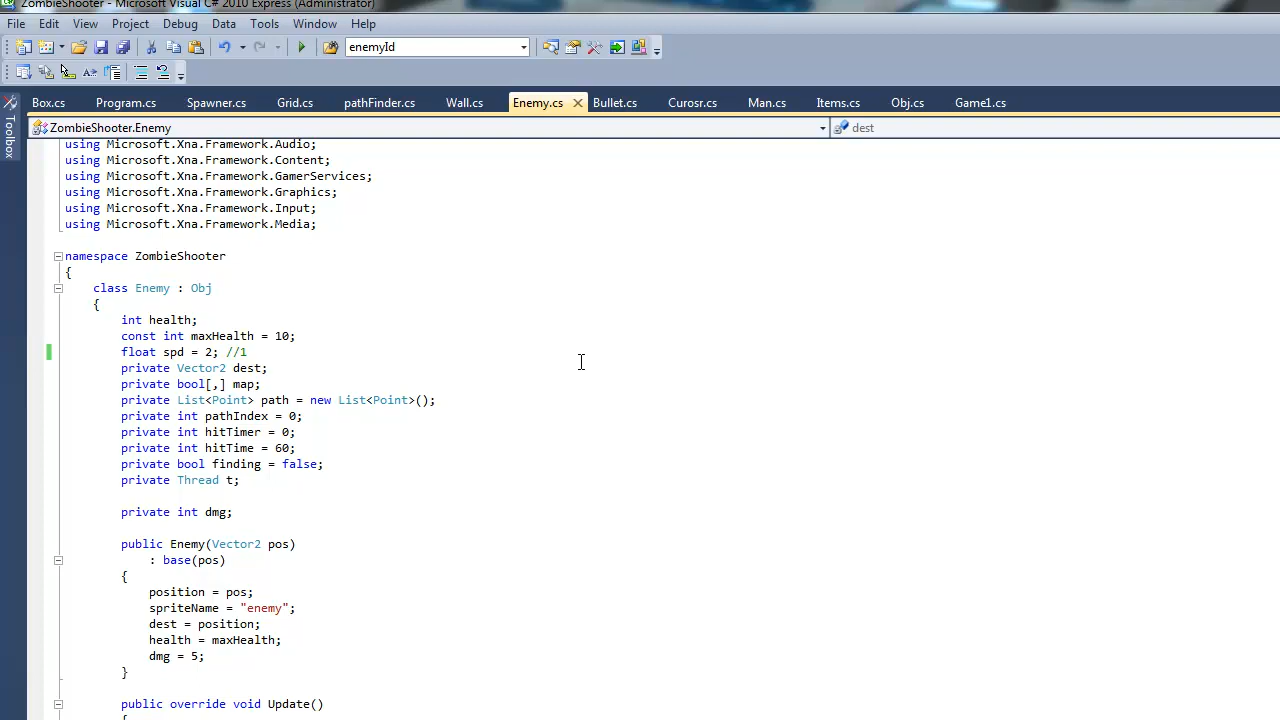 ZombieShooter - Microsoft Visual C# 2010 Express (Administrator)
File Edit View Project Debug Data Tools Window Help
enemyId
Box.cs Program.cs Spawner.cs Grid.cs pathFinder.cs Wall.cs Enemy.cs Bullet.cs Curosr.cs Man.cs Items.cs Obj.cs Game1.cs
Toolbox
ZombieShooter.Enemy dest
using Microsoft.Xna.Framework.Audio;
using Microsoft.Xna.Framework.Content;
using Microsoft.Xna.Framework.GamerServices;
using Microsoft.Xna.Framework.Graphics;
using Microsoft.Xna.Framework.Input;
using Microsoft.Xna.Framework.Media;
namespace ZombieShooter
{
class Enemy : Obj
{
int health;
const int maxHealth = 10;
float spd = 2; //1
private Vector2 dest;
private bool[,] map;
private List<Point> path = new List<Point>();
private int pathIndex = 0;
private int hitTimer = 0;
private int hitTime = 60;
private bool finding = false;
private Thread t;
private int dmg;
public Enemy(Vector2 pos)
: base(pos)
{
position = pos;
spriteName = "enemy";
dest = position;
health = maxHealth;
dmg = 5;
}
public override void Update()
{